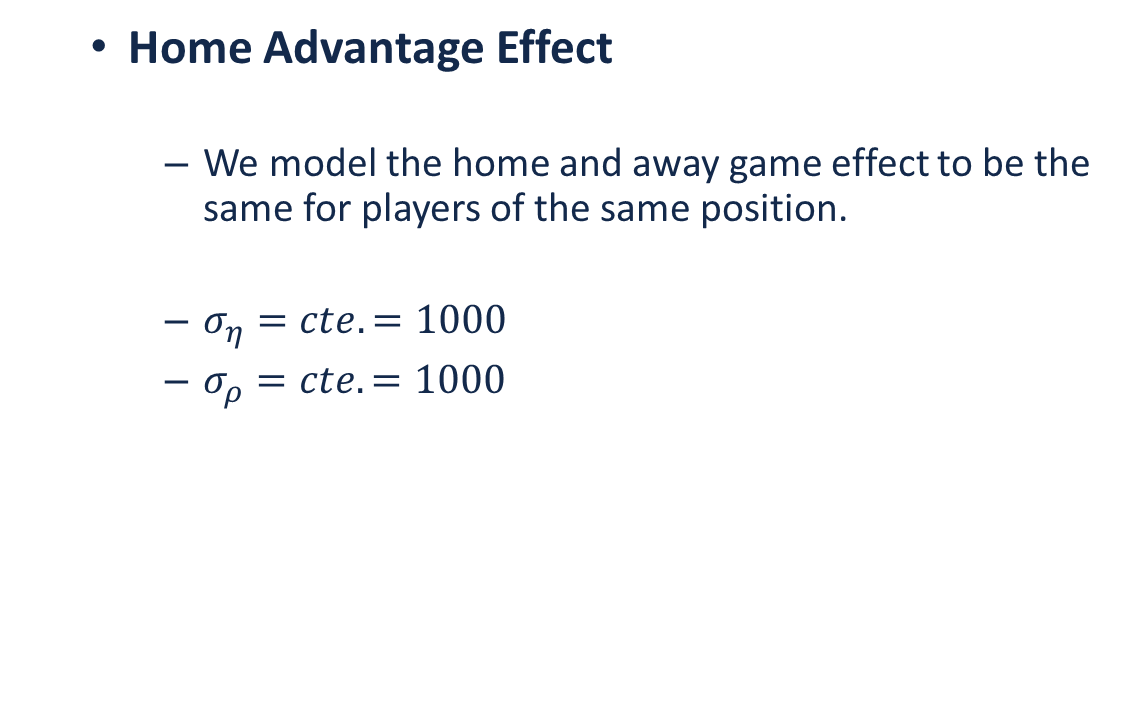 • Home Advantage Effect
– We model the home and away game effect to be the
same for players of the same position.
– σ_η = cte. = 1000
– σ_ρ = cte. = 1000